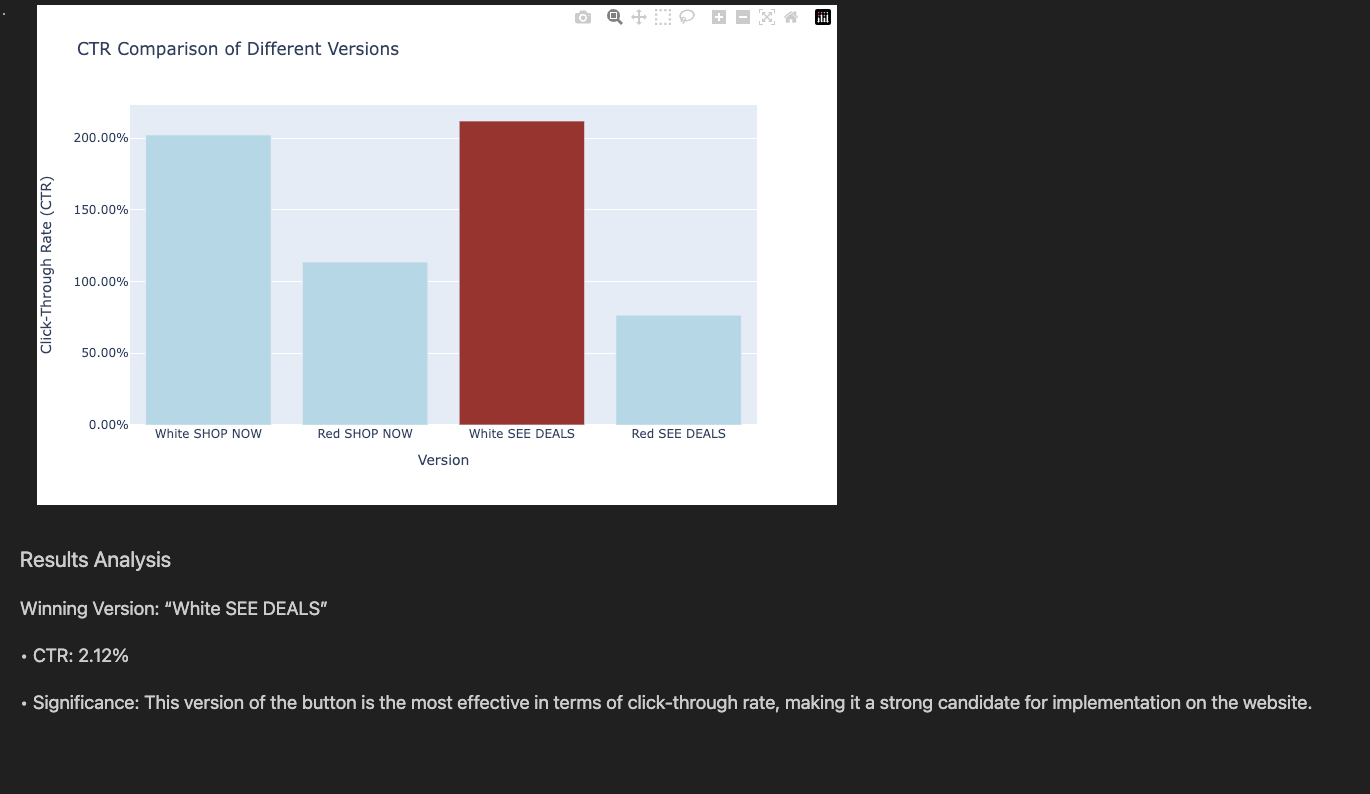 CTR Comparison of Different Versions
200.00%
150.00%
100.00%
50.00%
0.00%
Click-Through Rate (CTR)
White SHOP NOW Red SHOP NOW White SEE DEALS Red SEE DEALS
Version
Results Analysis
Winning Version: “White SEE DEALS”
• CTR: 2.12%
• Significance: This version of the button is the most effective in terms of click-through rate, making it a strong candidate for implementation on the website.